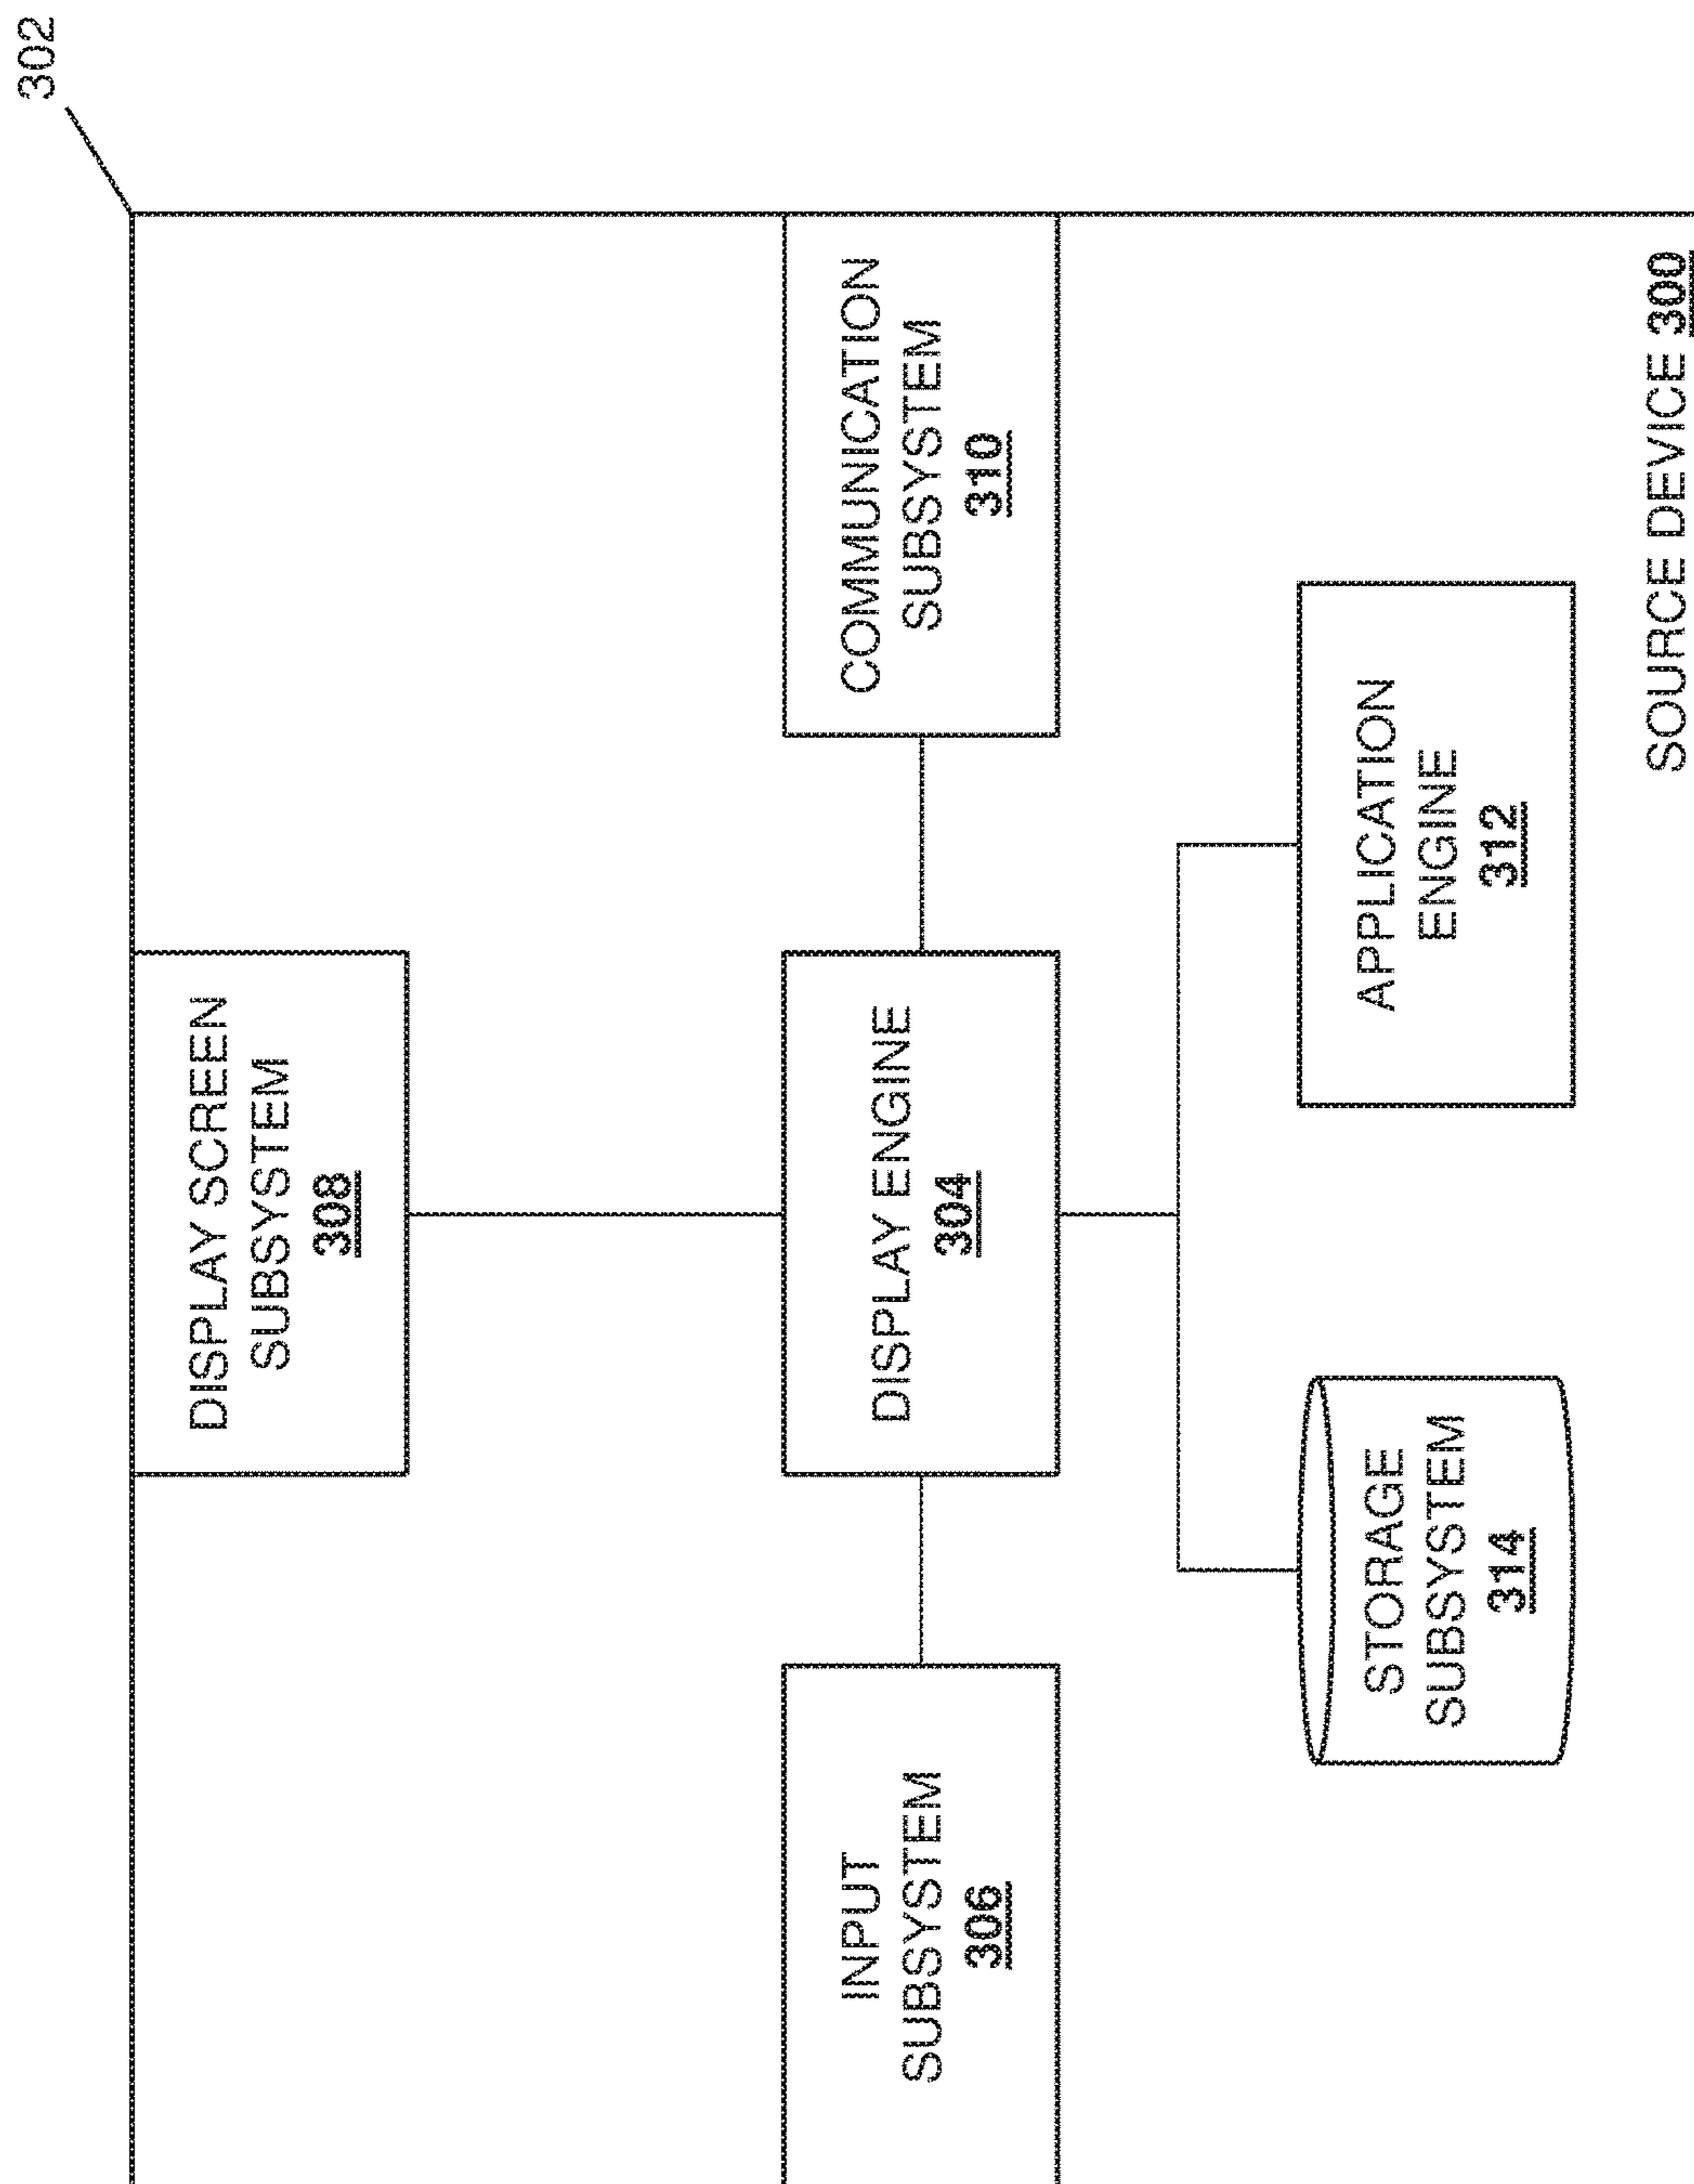 302
DISPLAY SCREEN
SUBSYSTEM
308
INPUT
SUBSYSTEM
306
DISPLAY ENGINE
304
COMMUNICATION
SUBSYSTEM
310
STORAGE
SUBSYSTEM
314
APPLICATION
ENGINE
312
SOURCE DEVICE 300